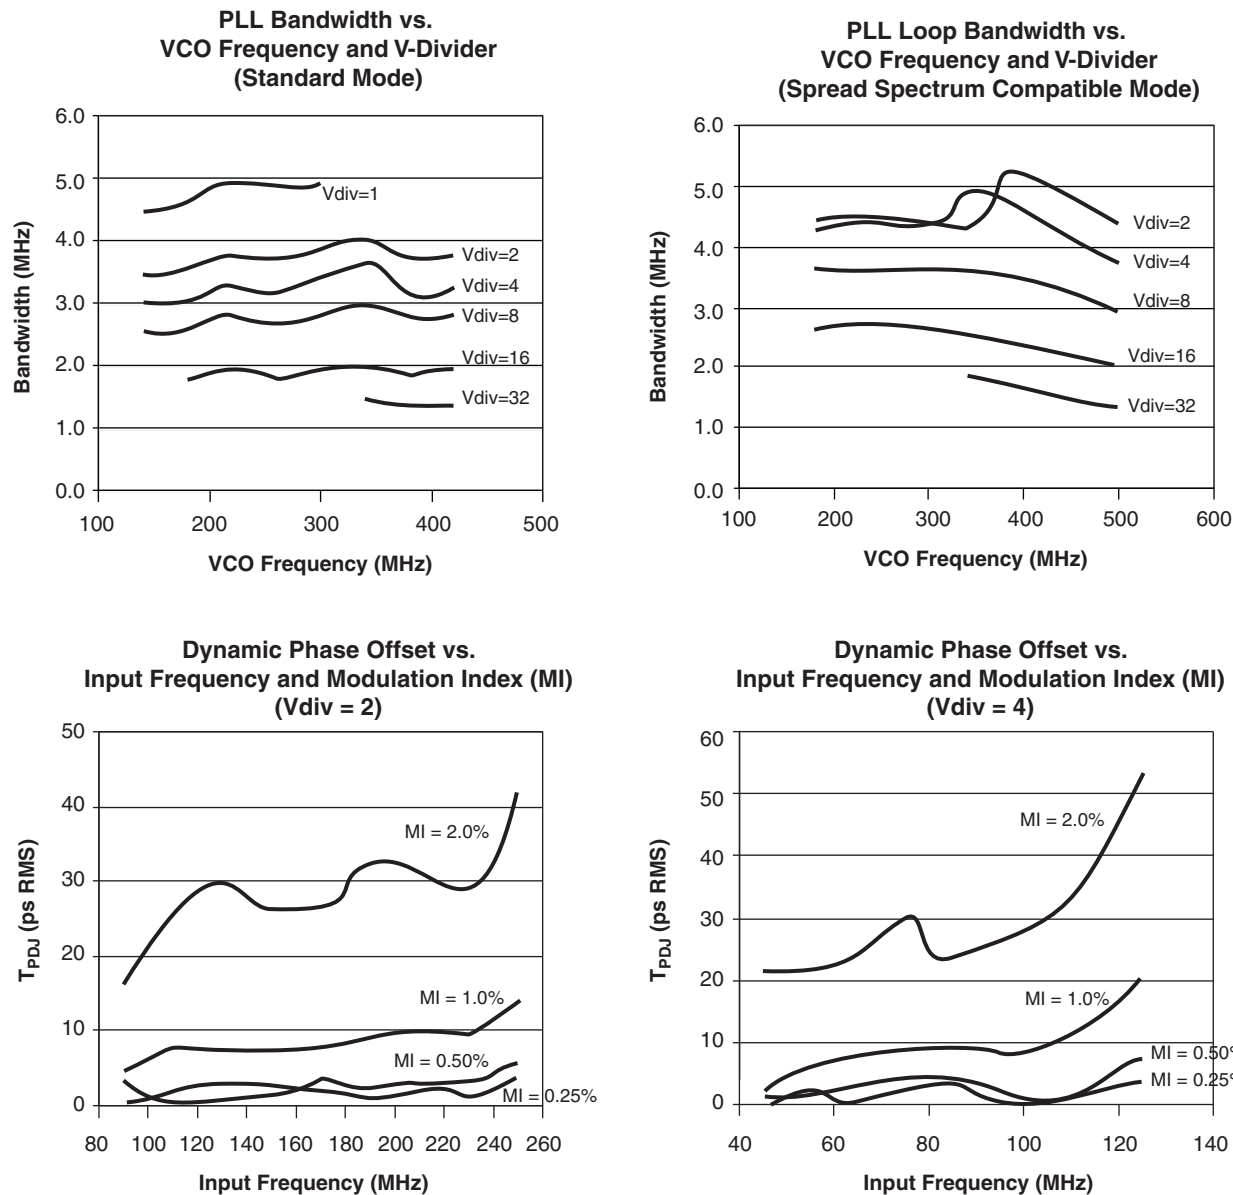 PLL Bandwidth vs.
VCO Frequency and V-Divider
(Standard Mode)
6.0
5.0
4.0
3.0
2.0
1.0
0.0
Bandwidth (MHz)
Vdiv=1
Vdiv=2
Vdiv=4
Vdiv=8
Vdiv=16
Vdiv=32
100 200 300 400 500
VCO Frequency (MHz)
PLL Loop Bandwidth vs.
VCO Frequency and V-Divider
(Spread Spectrum Compatible Mode)
6.0
5.0
4.0
3.0
2.0
1.0
0.0
Bandwidth (MHz)
Vdiv=2
Vdiv=4
Vdiv=8
Vdiv=16
Vdiv=32
100 200 300 400 500 600
VCO Frequency (MHz)
Dynamic Phase Offset vs.
Input Frequency and Modulation Index (MI)
(Vdiv = 2)
50
40
30
20
10
0
TPDJ (ps RMS)
MI = 2.0%
MI = 1.0%
MI = 0.50%
MI = 0.25%
80 100 120 140 160 180 200 220 240 260
Input Frequency (MHz)
Dynamic Phase Offset vs.
Input Frequency and Modulation Index (MI)
(Vdiv = 4)
60
50
40
30
20
10
0
TPDJ (ps RMS)
MI = 2.0%
MI = 1.0%
MI = 0.50%
MI = 0.25%
40 60 80 100 120 140
Input Frequency (MHz)